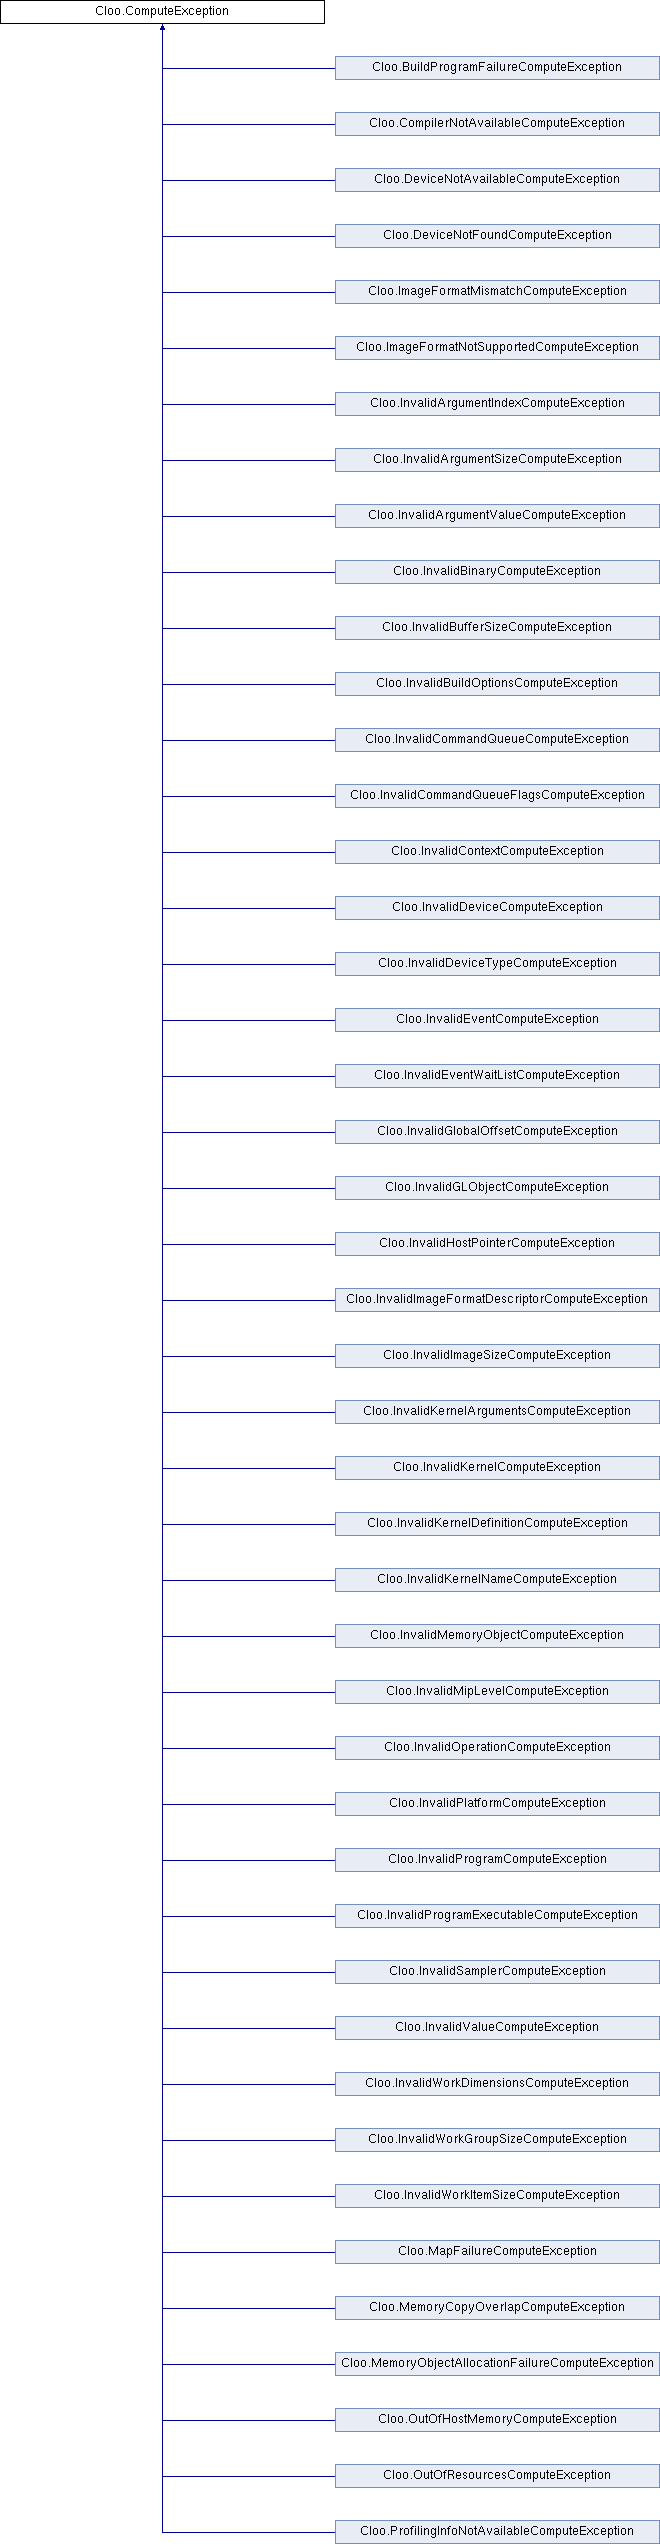 Cloo.ComputeException
Cloo.BuildProgramFailureComputeException
Cloo.CompilerNotAvailableComputeException
Cloo.DeviceNotAvailableComputeException
Cloo.DeviceNotFoundComputeException
Cloo.ImageFormatMismatchComputeException
Cloo.ImageFormatNotSupportedComputeException
Cloo.InvalidArgumentIndexComputeException
Cloo.InvalidArgumentSizeComputeException
Cloo.InvalidArgumentValueComputeException
Cloo.InvalidBinaryComputeException
Cloo.InvalidBufferSizeComputeException
Cloo.InvalidBuildOptionsComputeException
Cloo.InvalidCommandQueueComputeException
Cloo.InvalidCommandQueueFlagsComputeException
Cloo.InvalidContextComputeException
Cloo.InvalidDeviceComputeException
Cloo.InvalidDeviceTypeComputeException
Cloo.InvalidEventComputeException
Cloo.InvalidEventWaitListComputeException
Cloo.InvalidGlobalOffsetComputeException
Cloo.InvalidGLObjectComputeException
Cloo.InvalidHostPointerComputeException
Cloo.InvalidImageFormatDescriptorComputeException
Cloo.InvalidImageSizeComputeException
Cloo.InvalidKernelArgumentsComputeException
Cloo.InvalidKernelComputeException
Cloo.InvalidKernelDefinitionComputeException
Cloo.InvalidKernelNameComputeException
Cloo.InvalidMemoryObjectComputeException
Cloo.InvalidMipLevelComputeException
Cloo.InvalidOperationComputeException
Cloo.InvalidPlatformComputeException
Cloo.InvalidProgramComputeException
Cloo.InvalidProgramExecutableComputeException
Cloo.InvalidSamplerComputeException
Cloo.InvalidValueComputeException
Cloo.InvalidWorkDimensionsComputeException
Cloo.InvalidWorkGroupSizeComputeException
Cloo.InvalidWorkItemSizeComputeException
Cloo.MapFailureComputeException
Cloo.MemoryCopyOverlapComputeException
Cloo.MemoryObjectAllocationFailureComputeException
Cloo.OutOfHostMemoryComputeException
Cloo.OutOfResourcesComputeException
Cloo.ProfilingInfoNotAvailableComputeException